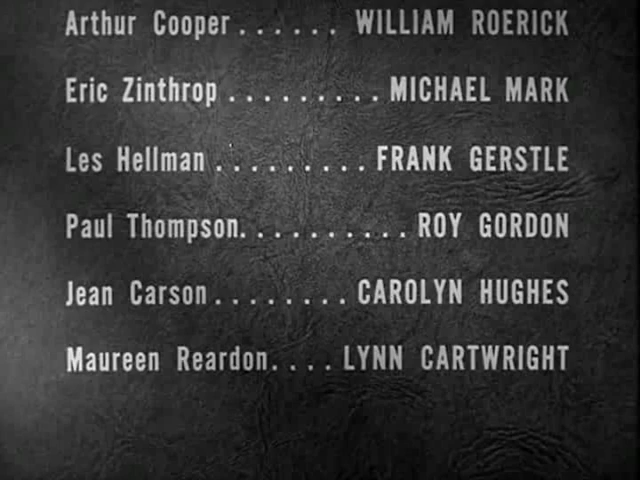 Arthur Cooper...... WILLIAM ROERICK
Eric Zinthrop ......... MICHAEL MARK
Les Hellman ......... FRANK GERSTLE
Paul Thompson.......... ROY GORDON
Jean Carson........ CAROLYN HUGHES
Maureen Reardon.... LYNN CARTWRIGHT